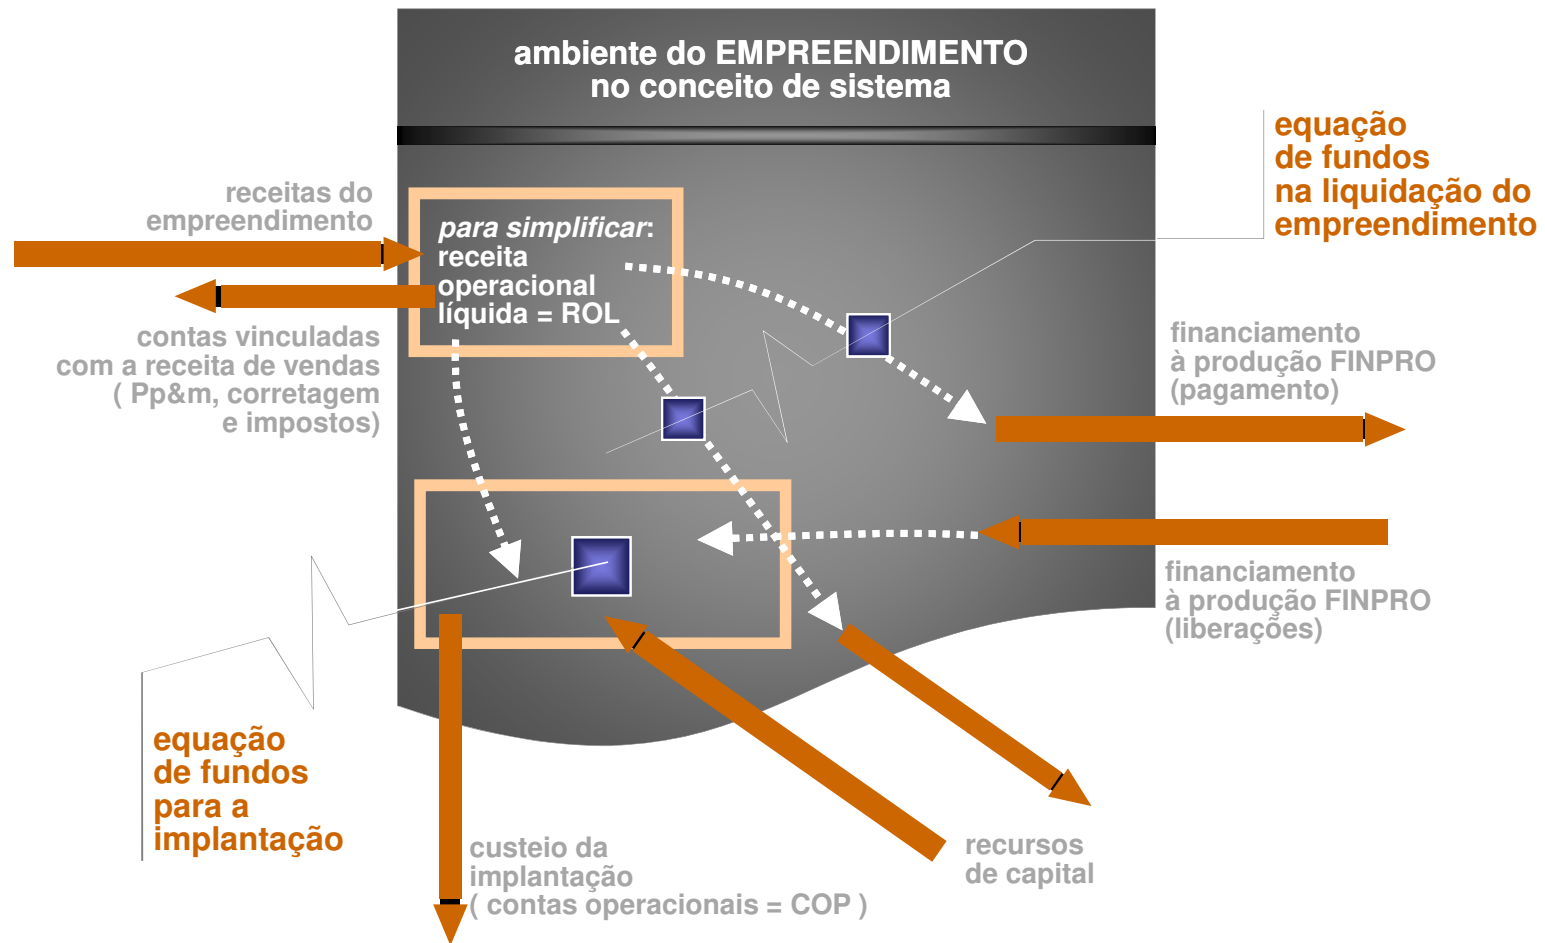 ambiente do EMPREENDIMENTO
no conceito de sistema
equação
de fundos
na liquidação do
empreendimento
receitas do
empreendimento
para simplificar:
receita
operacional
líquida = ROL
contas vinculadas
com a receita de vendas
( Pp&m, corretagem
e impostos)
financiamento
à produção FINPRO
(pagamento)
financiamento
à produção FINPRO
(liberações)
equação
de fundos
para a
implantação
custeio da
implantação
( contas operacionais = COP )
recursos
de capital